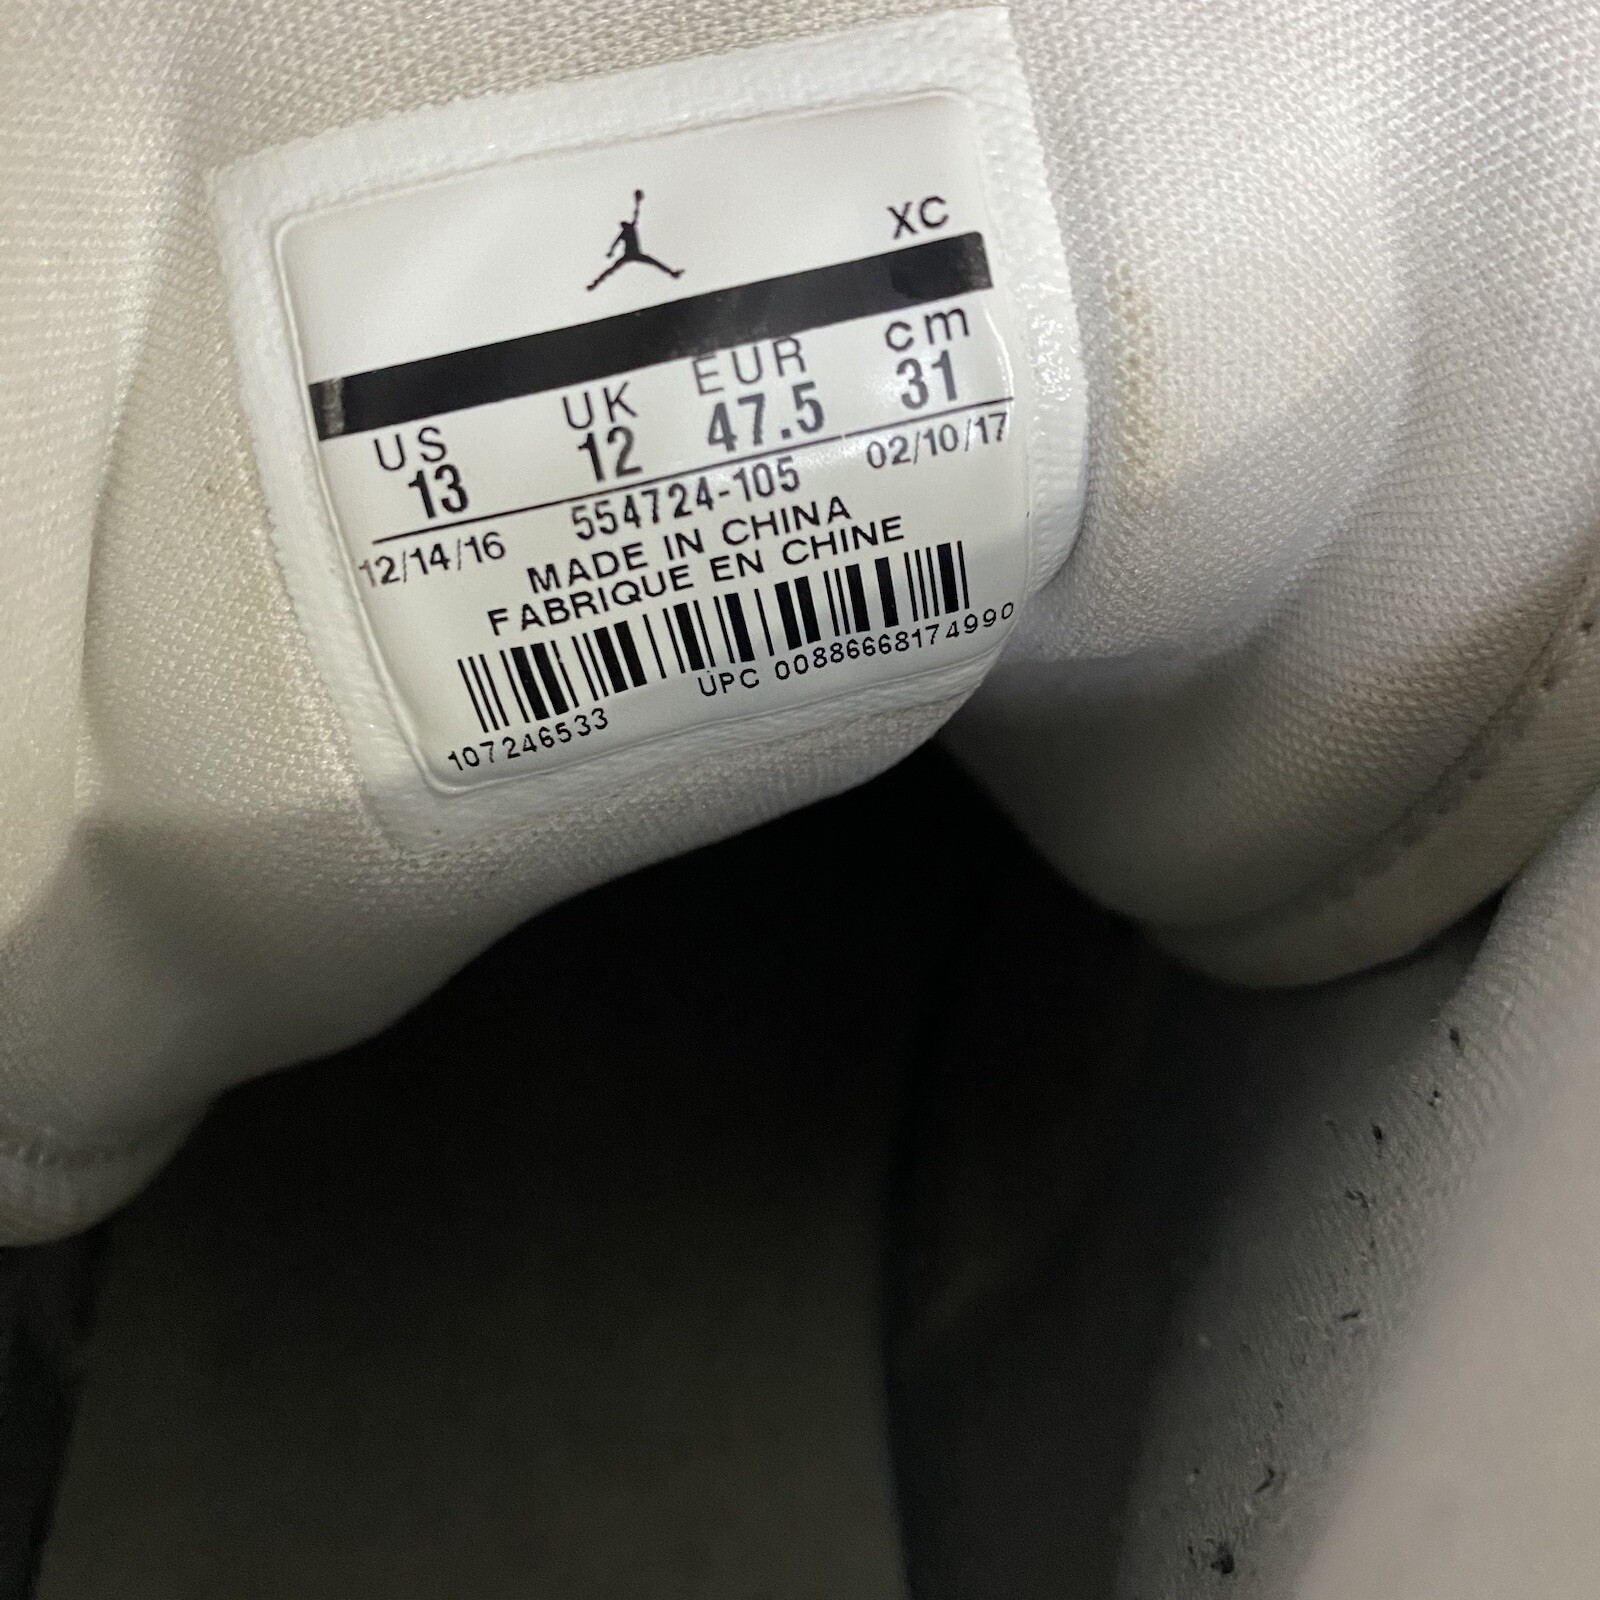 XC
US UK EUR cm
13 12 47.5 31
12/14/16 554724-105 02/10/17
MADE IN CHINA
FABRIQUE EN CHINE
107246533 UPC 00886668174990